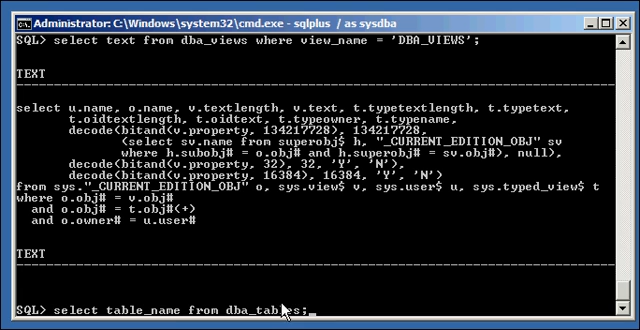 Administrator: C:\Windows\system32\cmd.exe - sqlplus / as sysdba
SQL> select text from dba_views where view_name = 'DBA_VIEWS';
TEXT
--------------------------------------------------------------------------------
select u.name, o.name, v.textlength, v.text, t.typetextlength, t.typetext,
t.oidtextlength, t.oidtext, t.typeowner, t.typename,
decode(bitand(v.property, 134217728), 134217728,
(select sv.name from superobj$ h, "_CURRENT_EDITION_OBJ" sv
where h.subobj# = o.obj# and h.superobj# = sv.obj#), null),
decode(bitand(v.property, 32), 32, 'Y', 'N'),
decode(bitand(v.property, 16384), 16384, 'Y', 'N')
from sys."_CURRENT_EDITION_OBJ" o, sys.view$ v, sys.user$ u, sys.typed_view$ t
where o.obj# = v.obj#
and o.obj# = t.obj#(+)
and o.owner# = u.user#
TEXT
--------------------------------------------------------------------------------
SQL> select table_name from dba_tables;